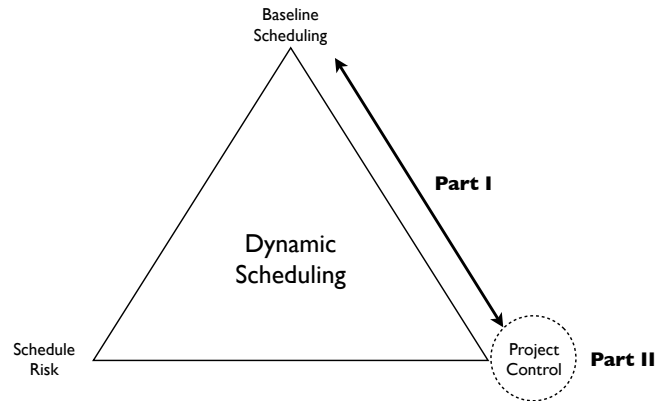 Baseline
Scheduling
Part I
Dynamic
Scheduling
Schedule
Risk
Project
Control
Part II